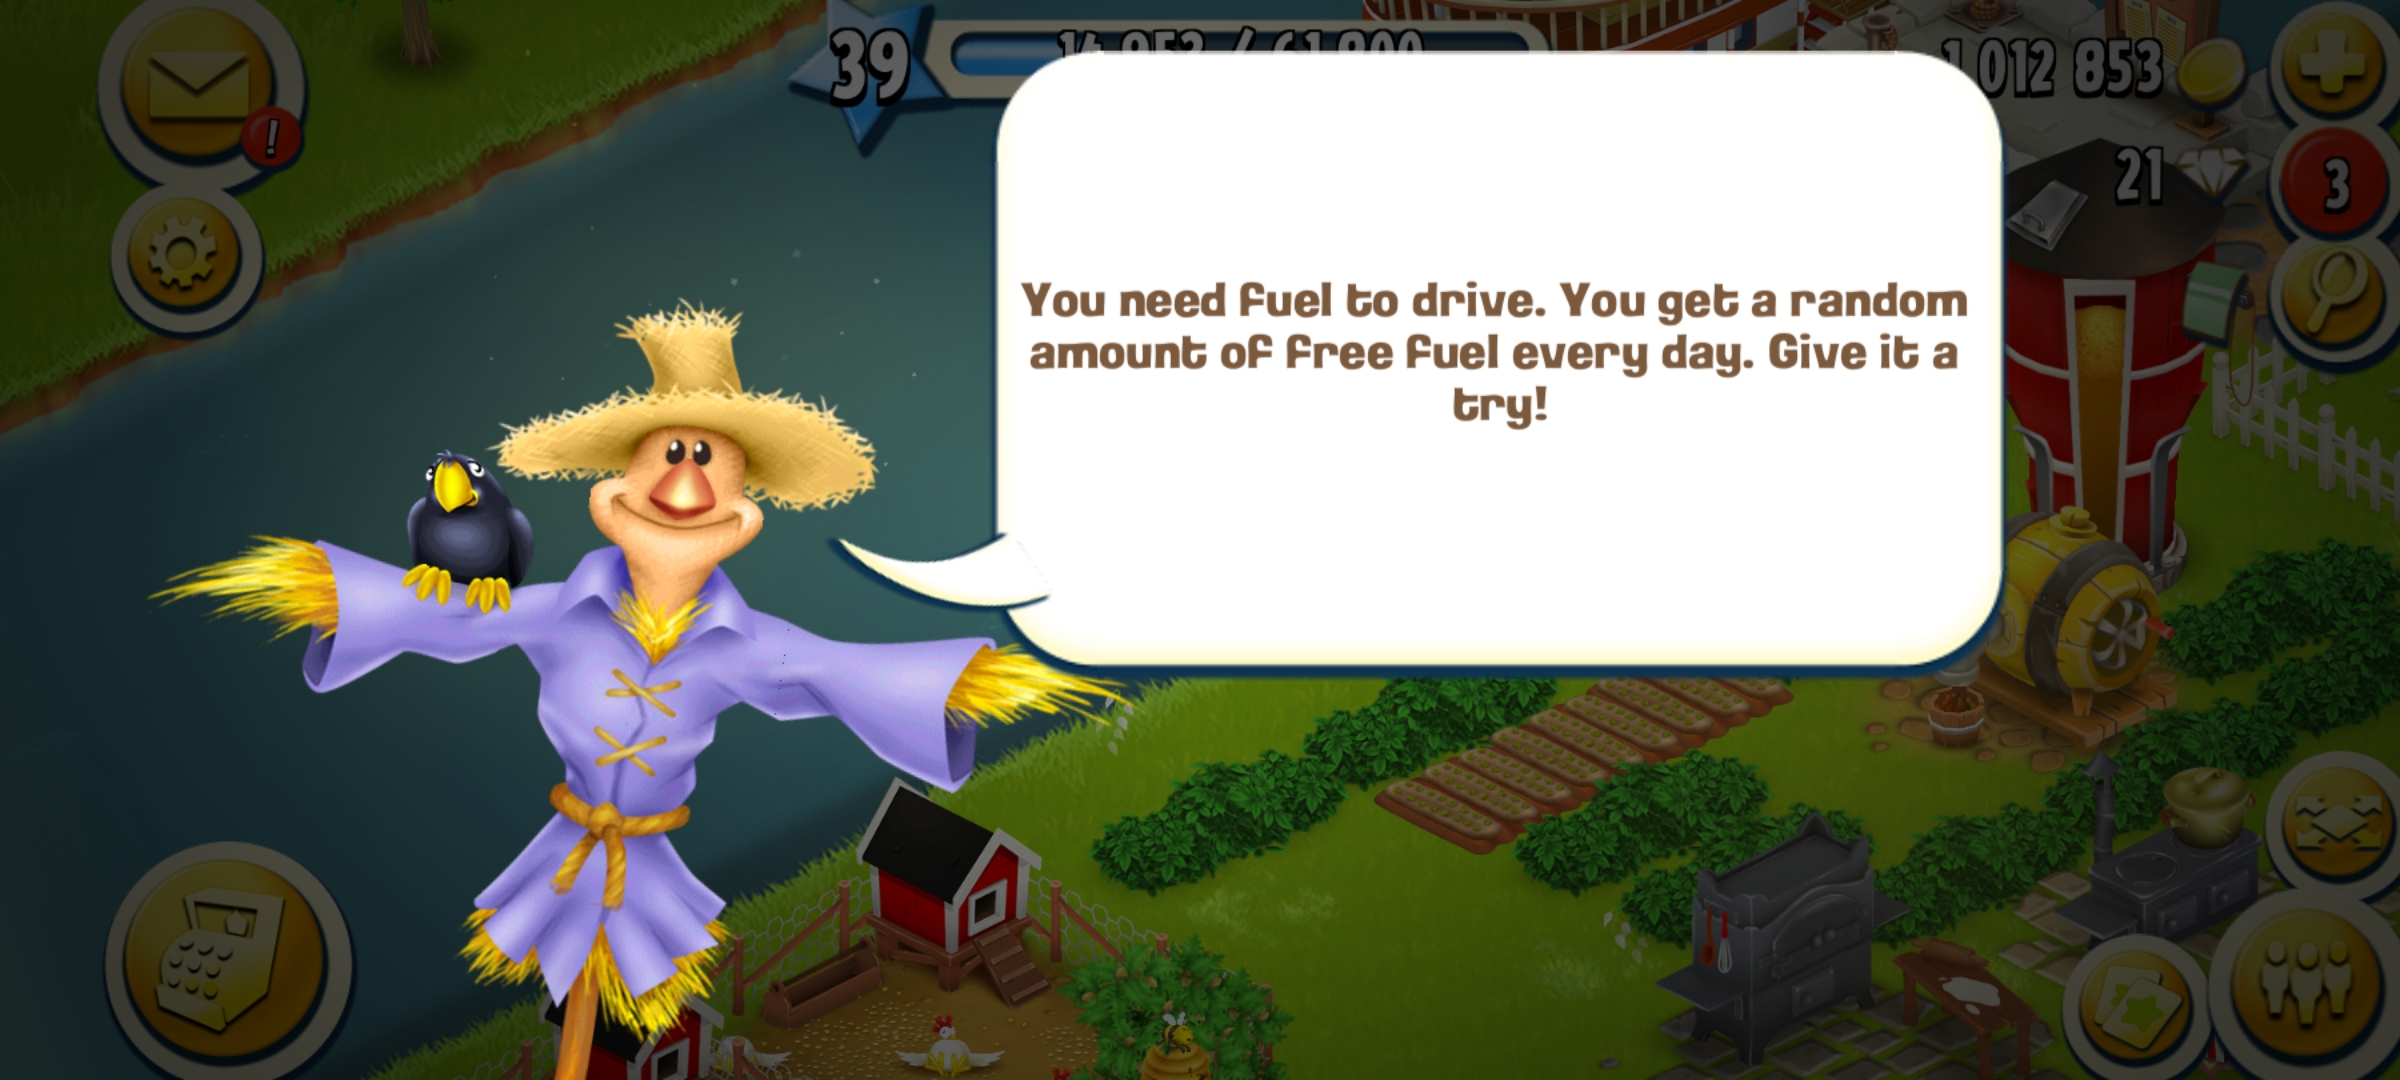 39
1 012 853
21
3
!
You need fuel to drive. You get a random
amount of free fuel every day. Give it a
try!